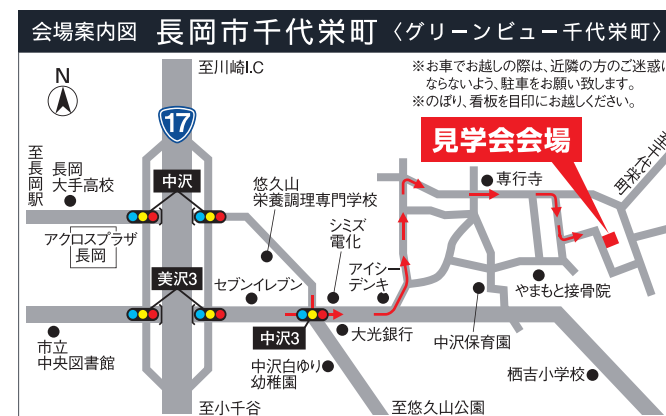 会場案内図 長岡市千代栄町〈グリーンビュー千代栄町〉
※お車でお越しの際は、近隣の方のご迷惑に
ならないよう、駐車をお願い致します。
※のぼり、看板を目印にお越しください。
至川崎I.C
N
17
見学会会場
至千代栄町
至長岡駅
長岡
大手高校
中沢
悠久山
栄養調理専門学校
専行寺
アクロスプラザ
長岡
シミズ
電化
美沢3
セブンイレブン
アイシー
デンキ
やまもと接骨院
中沢3
大光銀行
中沢保育園
市立
中央図書館
中沢白ゆり
幼稚園
栖吉小学校
至小千谷
至悠久山公園